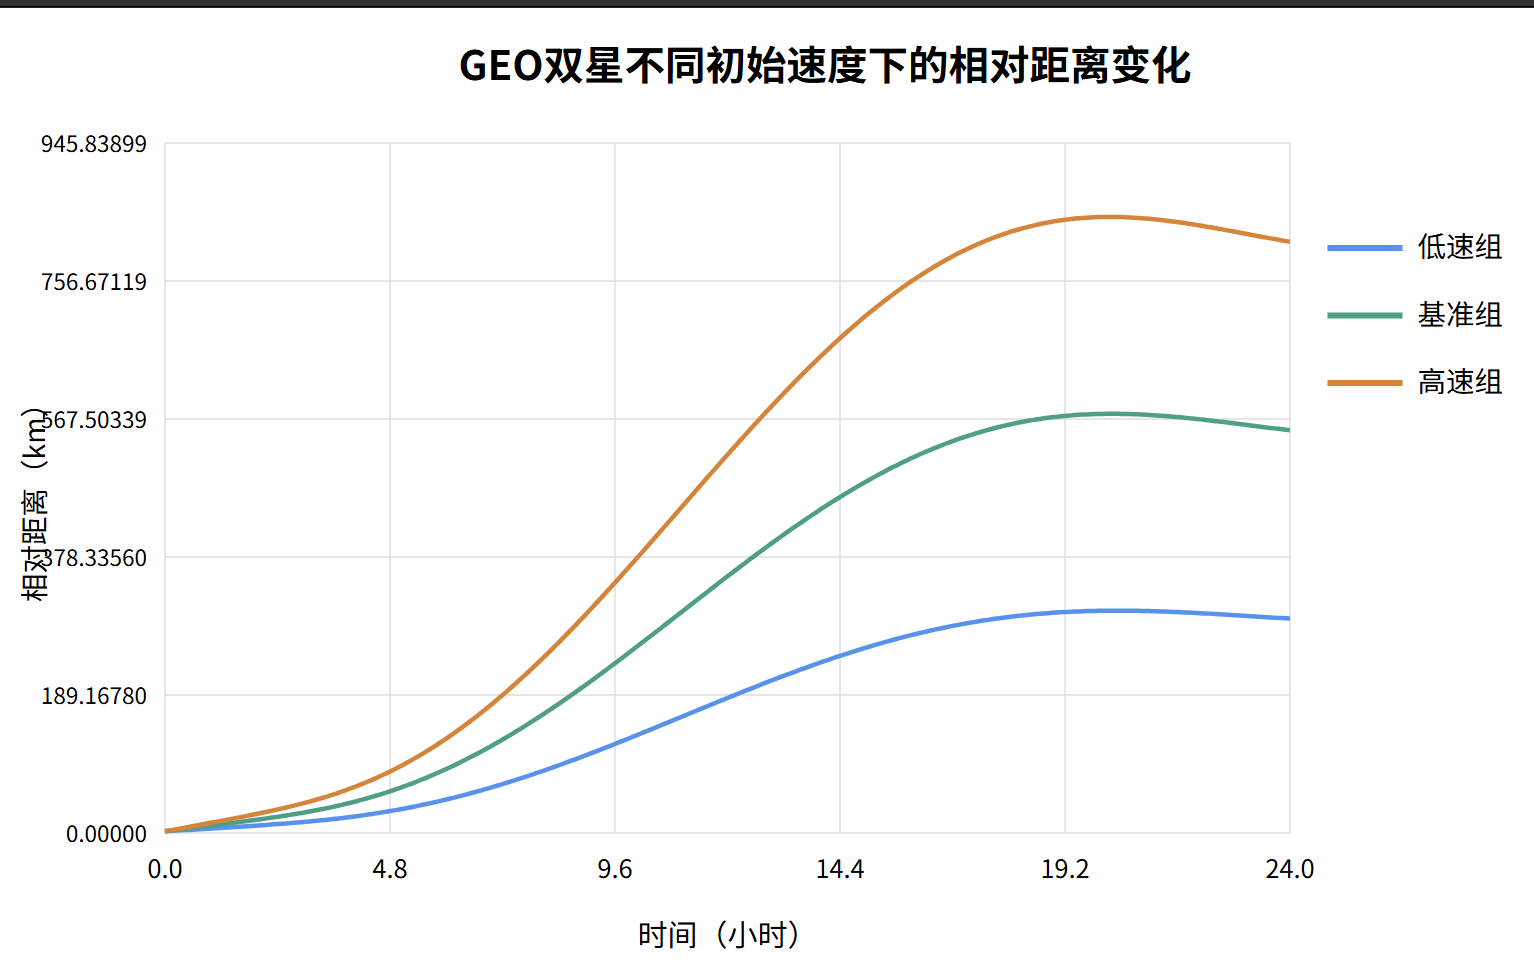 GEO双星不同初始速度下的相对距离变化
945.83899
756.67119
567.50339
378.33560
189.16780
0.00000
相对距离（km）
0.0
4.8
9.6
14.4
19.2
24.0
时间（小时）
低速组
基准组
高速组